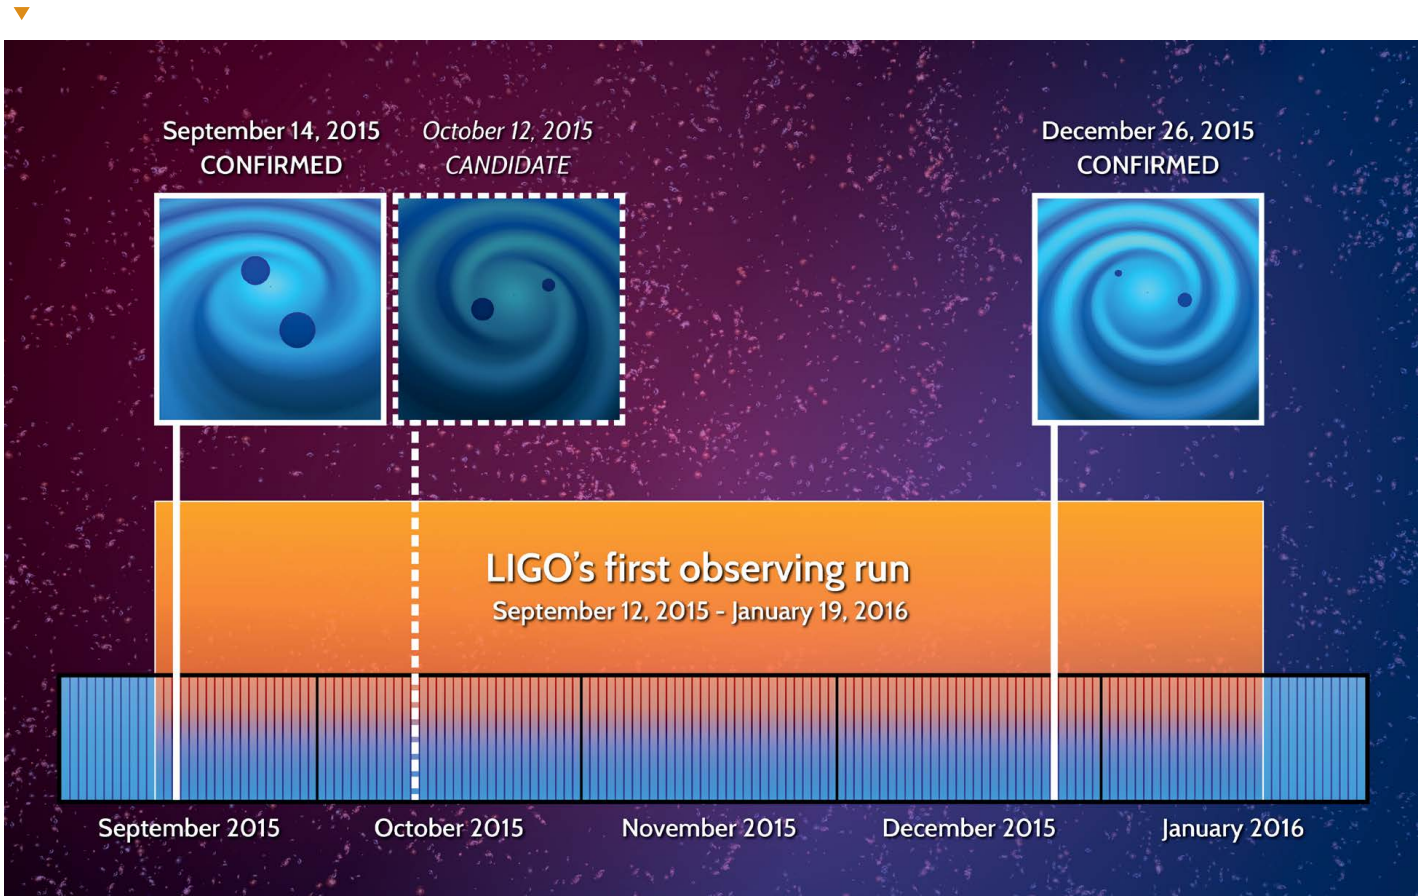 September 14, 2015
CONFIRMED
October 12, 2015
CANDIDATE
December 26, 2015
CONFIRMED
LIGO’s first observing run
September 12, 2015 - January 19, 2016
September 2015
October 2015
November 2015
December 2015
January 2016